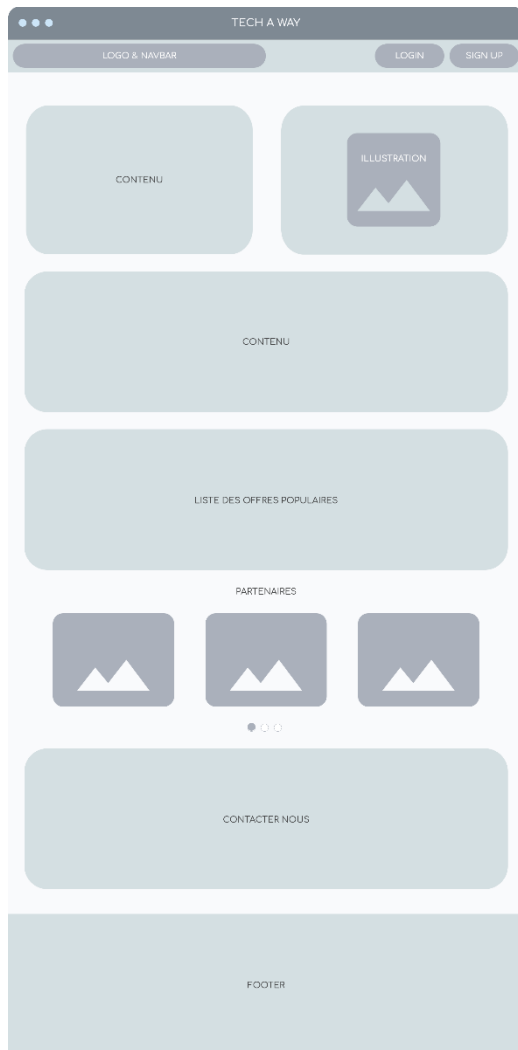 TECH A WAY
LOGO & NAVBAR
LOGIN
SIGN UP
CONTENU
ILLUSTRATION
CONTENU
LISTE DES OFFRES POPULAIRES
PARTENAIRES
CONTACTER NOUS
FOOTER